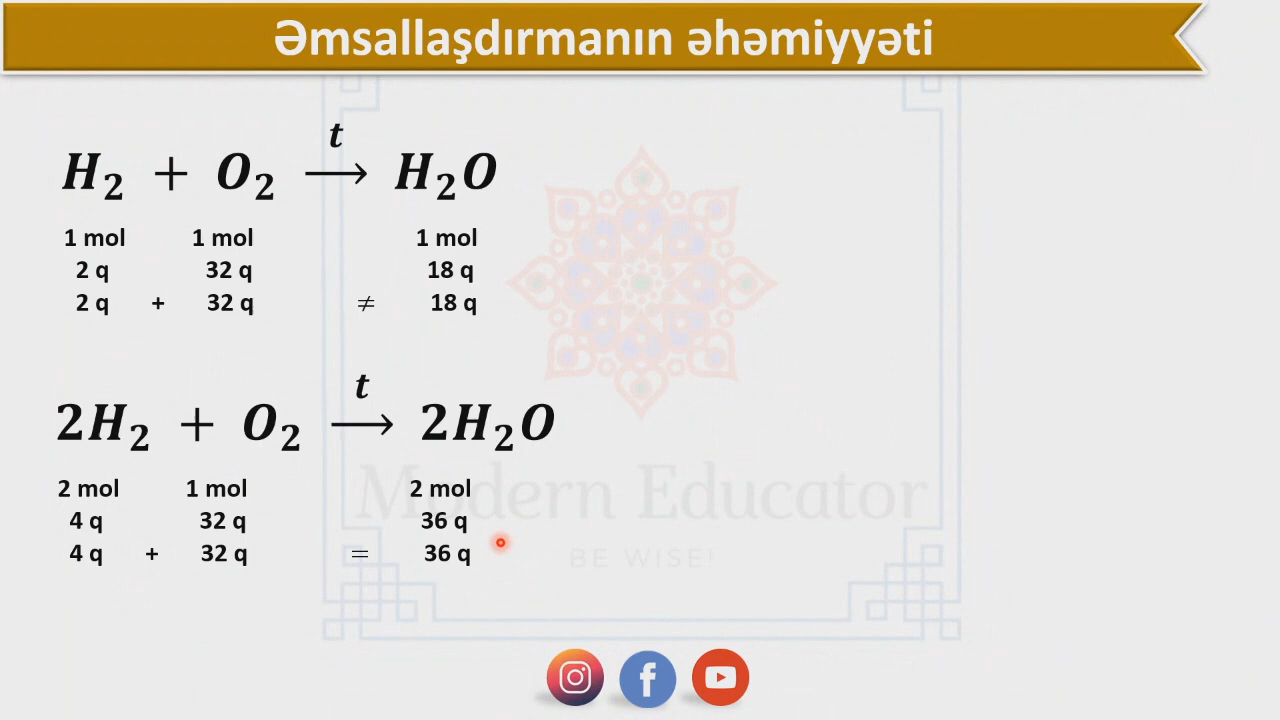 Əmsallaşdırmanın əhəmiyyəti
t
H₂ + O₂ ⟶ H₂O
1 mol 1 mol 1 mol
2 q 32 q 18 q
2 q + 32 q ≠ 18 q
t
2H₂ + O₂ ⟶ 2H₂O
2 mol 1 mol 2 mol
4 q 32 q 36 q
4 q + 32 q = 36 q
Modern Educator
BE WISE!